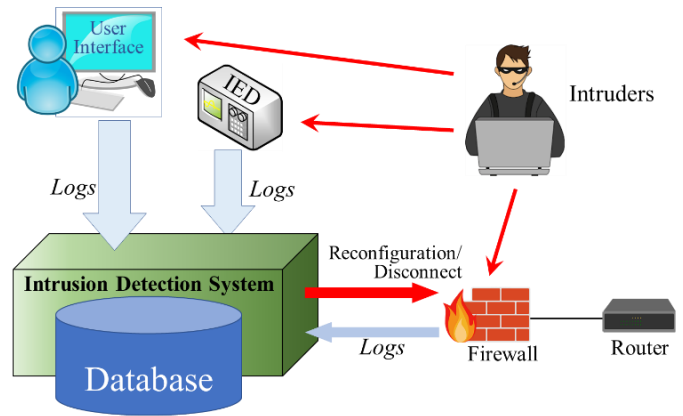 User
Interface
IED
Intruders
Logs
Logs
Reconfiguration/
Disconnect
Intrusion Detection System
Logs
Firewall
Router
Database